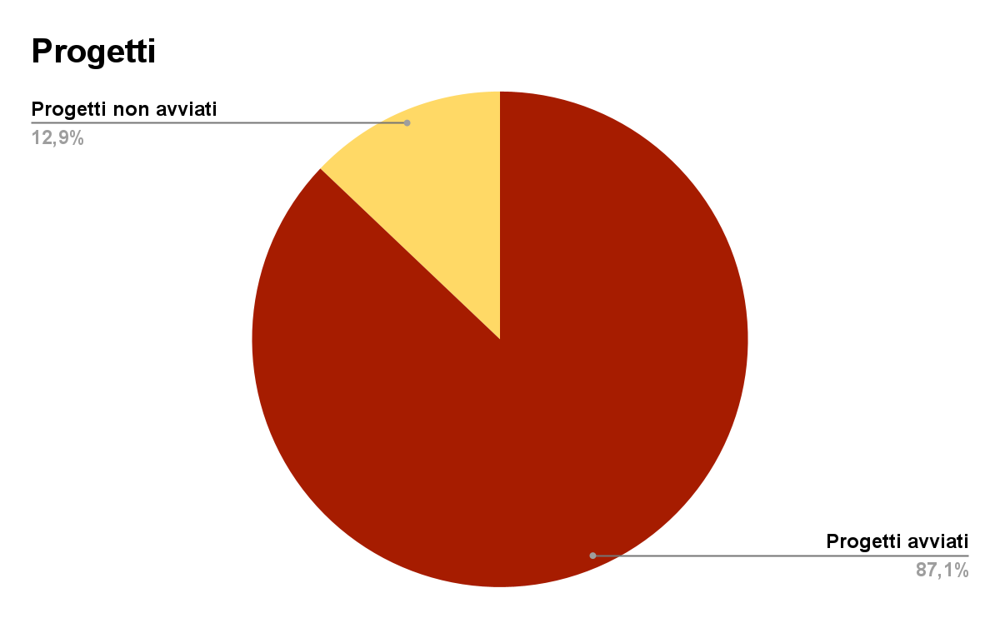 Progetti
Progetti non avviati
12,9%
Progetti avviati
87,1%